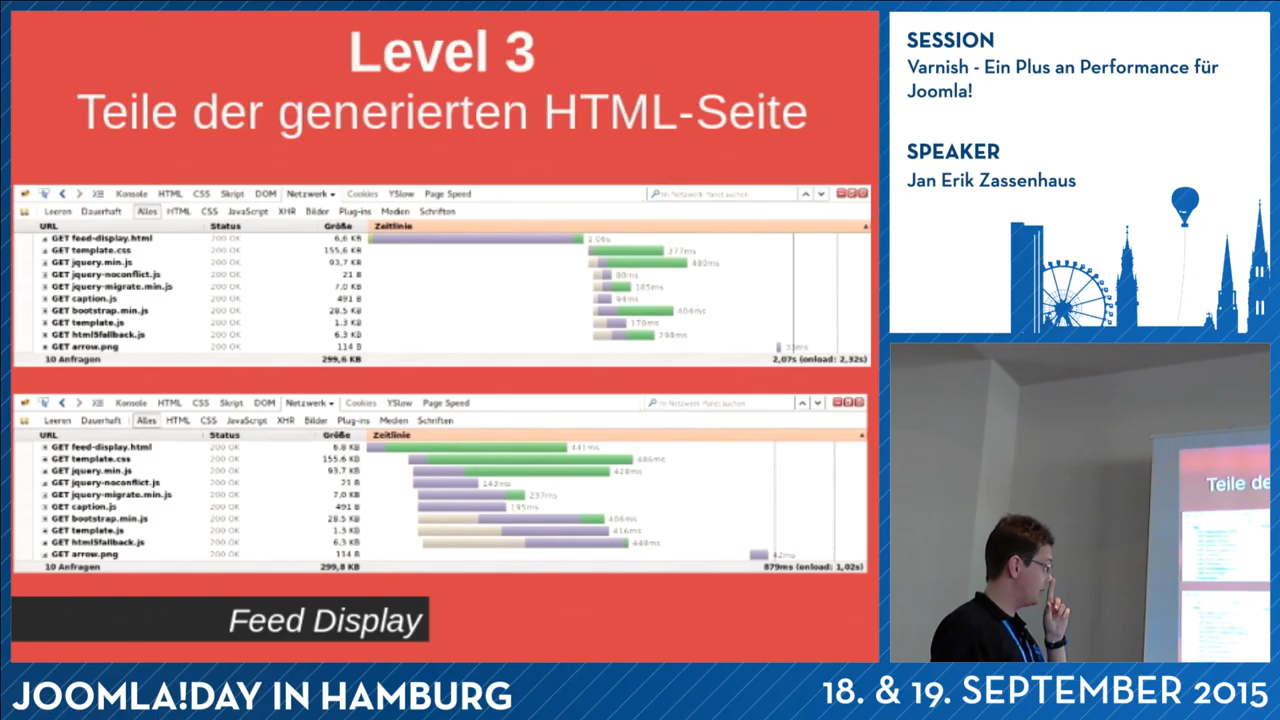 Level 3
Teile der generierten HTML-Seite
Konsole HTML CSS Skript DOM Netzwerk Cookies YSlow Page Speed
Im Netzwerk Panel suchen
Leeren Dauerhaft Alles HTML CSS JavaScript XHR Bilder Plug-ins Medien Schriften
URL Status Größe Zeitlinie
GET feed-display.html 200 OK 6,6 KB 1.06s
GET template.css 200 OK 155,6 KB 377ms
GET jquery.min.js 200 OK 93,7 KB 480ms
GET jquery-noconflict.js 200 OK 21 B 80ms
GET jquery-migrate.min.js 200 OK 7,0 KB 185ms
GET caption.js 200 OK 491 B 94ms
GET bootstrap.min.js 200 OK 28,5 KB 404ms
GET template.js 200 OK 1,3 KB 170ms
GET html5fallback.js 200 OK 6,3 KB 298ms
GET arrow.png 200 OK 114 B
10 Anfragen 299,6 KB 2,07s (onload: 2,32s)
Konsole HTML CSS Skript DOM Netzwerk Cookies YSlow Page Speed
Im Netzwerk Panel suchen
Leeren Dauerhaft Alles HTML CSS JavaScript XHR Bilder Plug-ins Medien Schriften
URL Status Größe Zeitlinie
GET feed-display.html 200 OK 6,8 KB 441ms
GET template.css 200 OK 155,6 KB 486ms
GET jquery.min.js 200 OK 93,7 KB 428ms
GET jquery-noconflict.js 200 OK 21 B 143ms
GET jquery-migrate.min.js 200 OK 7,0 KB 237ms
GET caption.js 200 OK 491 B 195ms
GET bootstrap.min.js 200 OK 28,5 KB 406ms
GET template.js 200 OK 1,3 KB 416ms
GET html5fallback.js 200 OK 6,3 KB 448ms
GET arrow.png 200 OK 114 B 42ms
10 Anfragen 299,8 KB 879ms (onload: 1,02s)
Feed Display
SESSION
Varnish - Ein Plus an Performance für
Joomla!
SPEAKER
Jan Erik Zassenhaus
Teile de
JOOMLA!DAY IN HAMBURG
18. & 19. SEPTEMBER 2015